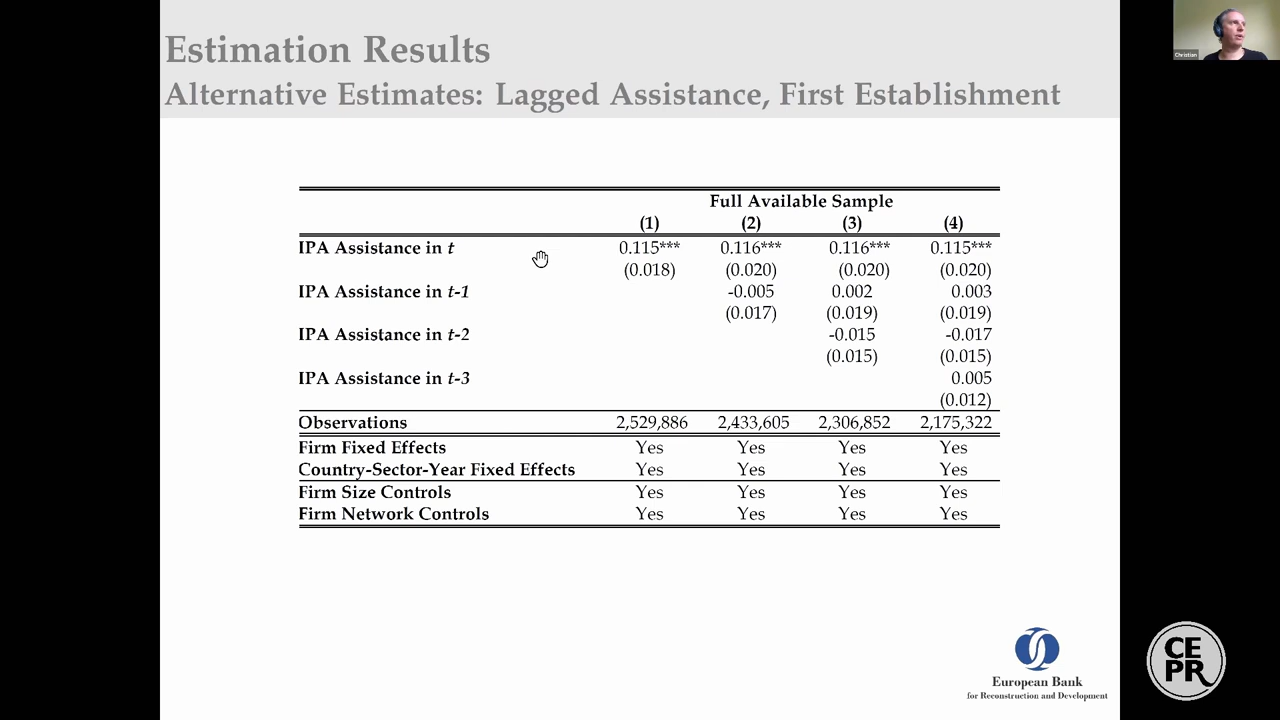 Estimation Results
Alternative Estimates: Lagged Assistance, First Establishment
Christian
Full Available Sample
(1) (2) (3) (4)
IPA Assistance in t 0.115*** 0.116*** 0.116*** 0.115***
(0.018) (0.020) (0.020) (0.020)
IPA Assistance in t-1 -0.005 0.002 0.003
(0.017) (0.019) (0.019)
IPA Assistance in t-2 -0.015 -0.017
(0.015) (0.015)
IPA Assistance in t-3 0.005
(0.012)
Observations 2,529,886 2,433,605 2,306,852 2,175,322
Firm Fixed Effects Yes Yes Yes Yes
Country-Sector-Year Fixed Effects Yes Yes Yes Yes
Firm Size Controls Yes Yes Yes Yes
Firm Network Controls Yes Yes Yes Yes
European Bank
for Reconstruction and Development
CE
PR